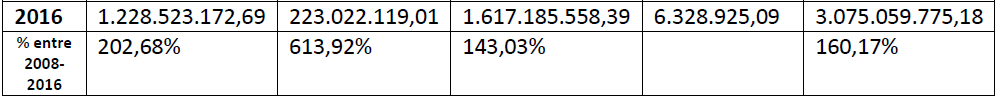 2016 1.228.523.172,69 223.022.119,01 1.617.185.558,39 6.328.925,09 3.075.059.775,18
% entre 202,68% 613,92% 143,03% 160,17%
2008-
2016